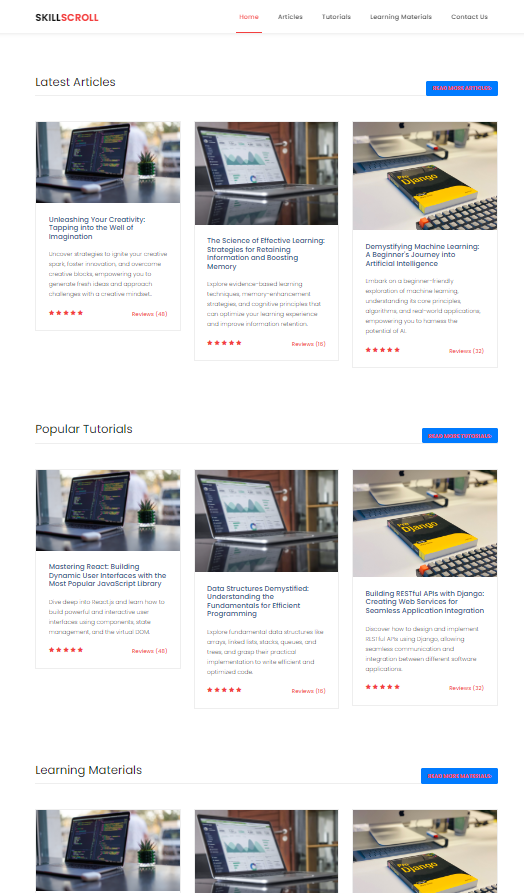 SKILLSCROLL
Home Articles Tutorials Learning Materials Contact Us
Latest Articles
READ MORE ARTICLES
Unleashing Your Creativity:
Tapping into the Well of
Imagination
Uncover strategies to ignite your creative
spark, foster innovation, and overcome
creative blocks, empowering you to
generate fresh ideas and approach
challenges with a creative mindset.
Reviews (48)
The Science of Effective Learning:
Strategies for Retaining
Information and Boosting
Memory
Explore evidence-based learning
techniques, memory-enhancement
strategies, and cognitive principles that
can optimize your learning experience
and improve information retention.
Reviews (16)
Pro
Django
Demystifying Machine Learning:
A Beginner's Journey into
Artificial Intelligence
Embark on a beginner-friendly
exploration of machine learning,
understanding its core principles,
algorithms, and real-world applications,
empowering you to harness the
potential of AI.
Reviews (32)
Popular Tutorials
READ MORE TUTORIALS
Mastering React: Building
Dynamic User Interfaces with the
Most Popular JavaScript Library
Dive deep into React.js and learn how to
build powerful and interactive user
interfaces using components, state
management, and the virtual DOM.
Reviews (48)
Data Structures Demystified:
Understanding the
Fundamentals for Efficient
Programming
Explore fundamental data structures like
arrays, linked lists, stacks, queues, and
trees, and grasp their practical
implementation to write efficient and
optimized code.
Reviews (16)
Pro
Django
Building RESTful APIs with Django:
Creating Web Services for
Seamless Application Integration
Discover how to design and implement
RESTful APIs using Django, allowing
seamless communication and
integration between different software
applications.
Reviews (32)
Learning Materials
READ MORE MATERIALS
Pro
Django